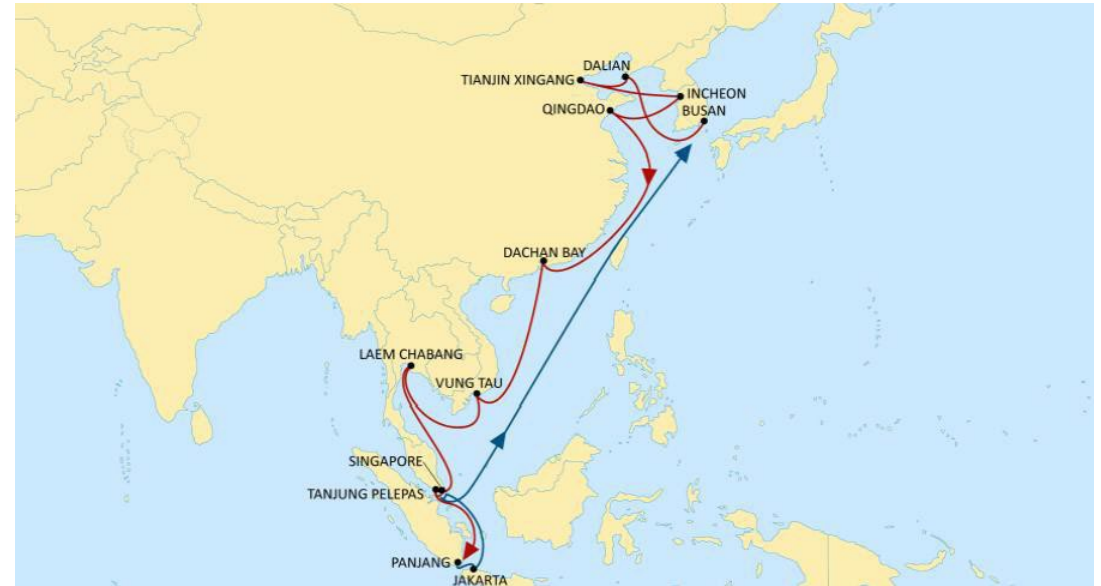 DALIAN
TIANJIN XINGANG
INCHEON
QINGDAO
BUSAN
DACHAN BAY
LAEM CHABANG
VUNG TAU
SINGAPORE
TANJUNG PELEPAS
PANJANG
JAKARTA